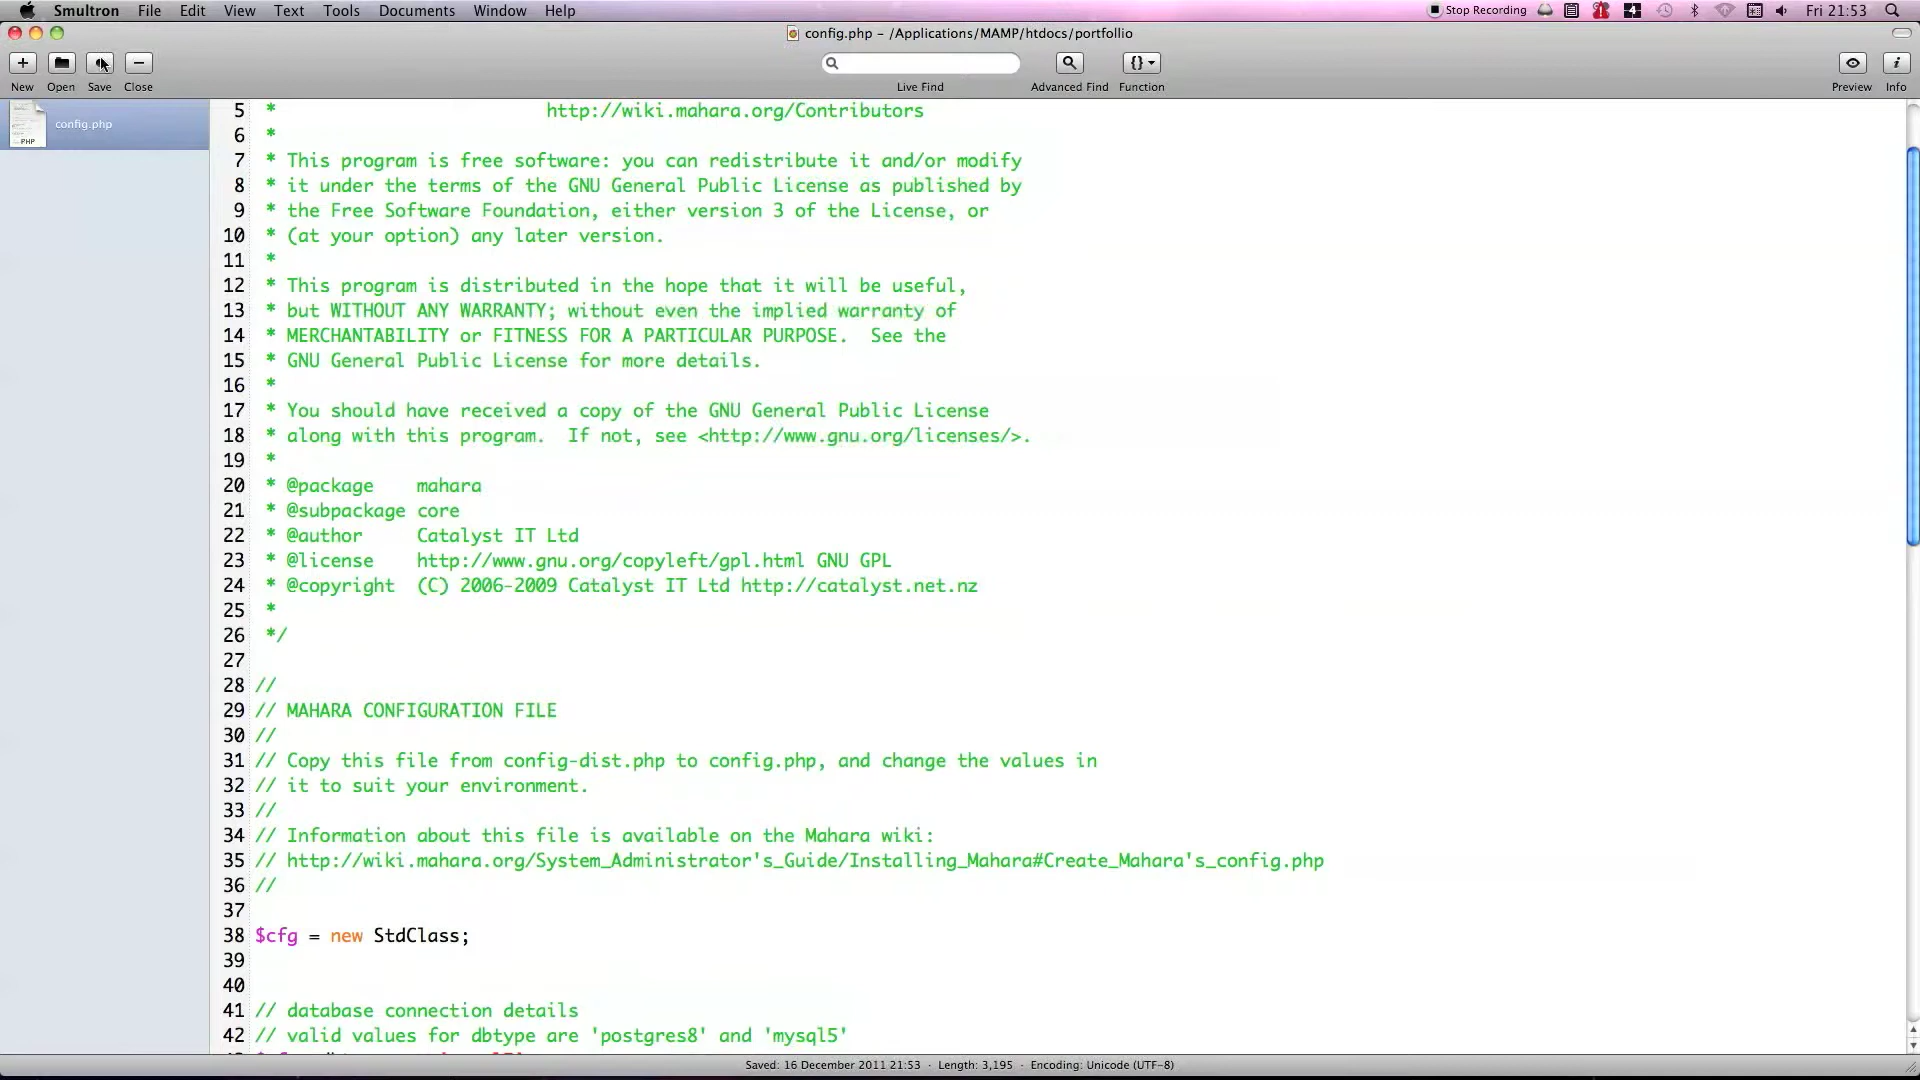 Smultron File Edit View Text Tools Documents Window Help Stop Recording 4 Fri 21:53
config.php – /Applications/MAMP/htdocs/portfollio
New Open Save Close Live Find Advanced Find {} Function Preview Info
config.php
PHP
5 * http://wiki.mahara.org/Contributors
6 *
7 * This program is free software: you can redistribute it and/or modify
8 * it under the terms of the GNU General Public License as published by
9 * the Free Software Foundation, either version 3 of the License, or
10 * (at your option) any later version.
11 *
12 * This program is distributed in the hope that it will be useful,
13 * but WITHOUT ANY WARRANTY; without even the implied warranty of
14 * MERCHANTABILITY or FITNESS FOR A PARTICULAR PURPOSE.  See the
15 * GNU General Public License for more details.
16 *
17 * You should have received a copy of the GNU General Public License
18 * along with this program.  If not, see <http://www.gnu.org/licenses/>.
19 *
20 * @package    mahara
21 * @subpackage core
22 * @author     Catalyst IT Ltd
23 * @license    http://www.gnu.org/copyleft/gpl.html GNU GPL
24 * @copyright  (C) 2006-2009 Catalyst IT Ltd http://catalyst.net.nz
25 *
26 */
27
28 //
29 // MAHARA CONFIGURATION FILE
30 //
31 // Copy this file from config-dist.php to config.php, and change the values in
32 // it to suit your environment.
33 //
34 // Information about this file is available on the Mahara wiki:
35 // http://wiki.mahara.org/System_Administrator's_Guide/Installing_Mahara#Create_Mahara's_config.php
36 //
37
38 $cfg = new StdClass;
39
40
41 // database connection details
42 // valid values for dbtype are 'postgres8' and 'mysql5'
Saved: 16 December 2011 21:53 · Length: 3,195 · Encoding: Unicode (UTF-8)